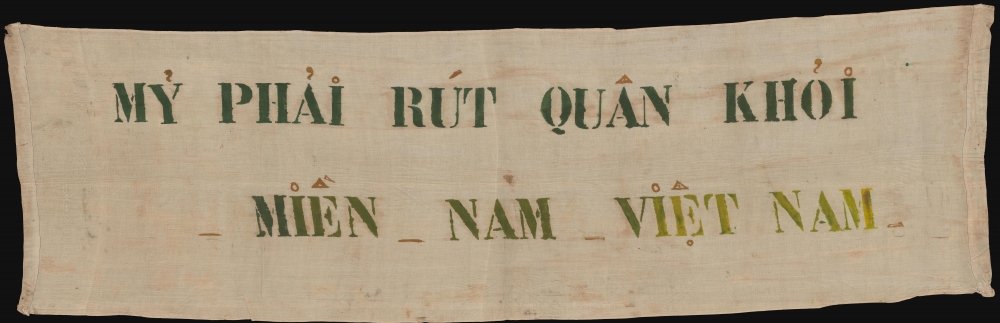 MỶ PHẢI RÚT QUÂN KHỎI
_ MIỀN _ NAM _ VIỆT NAM _